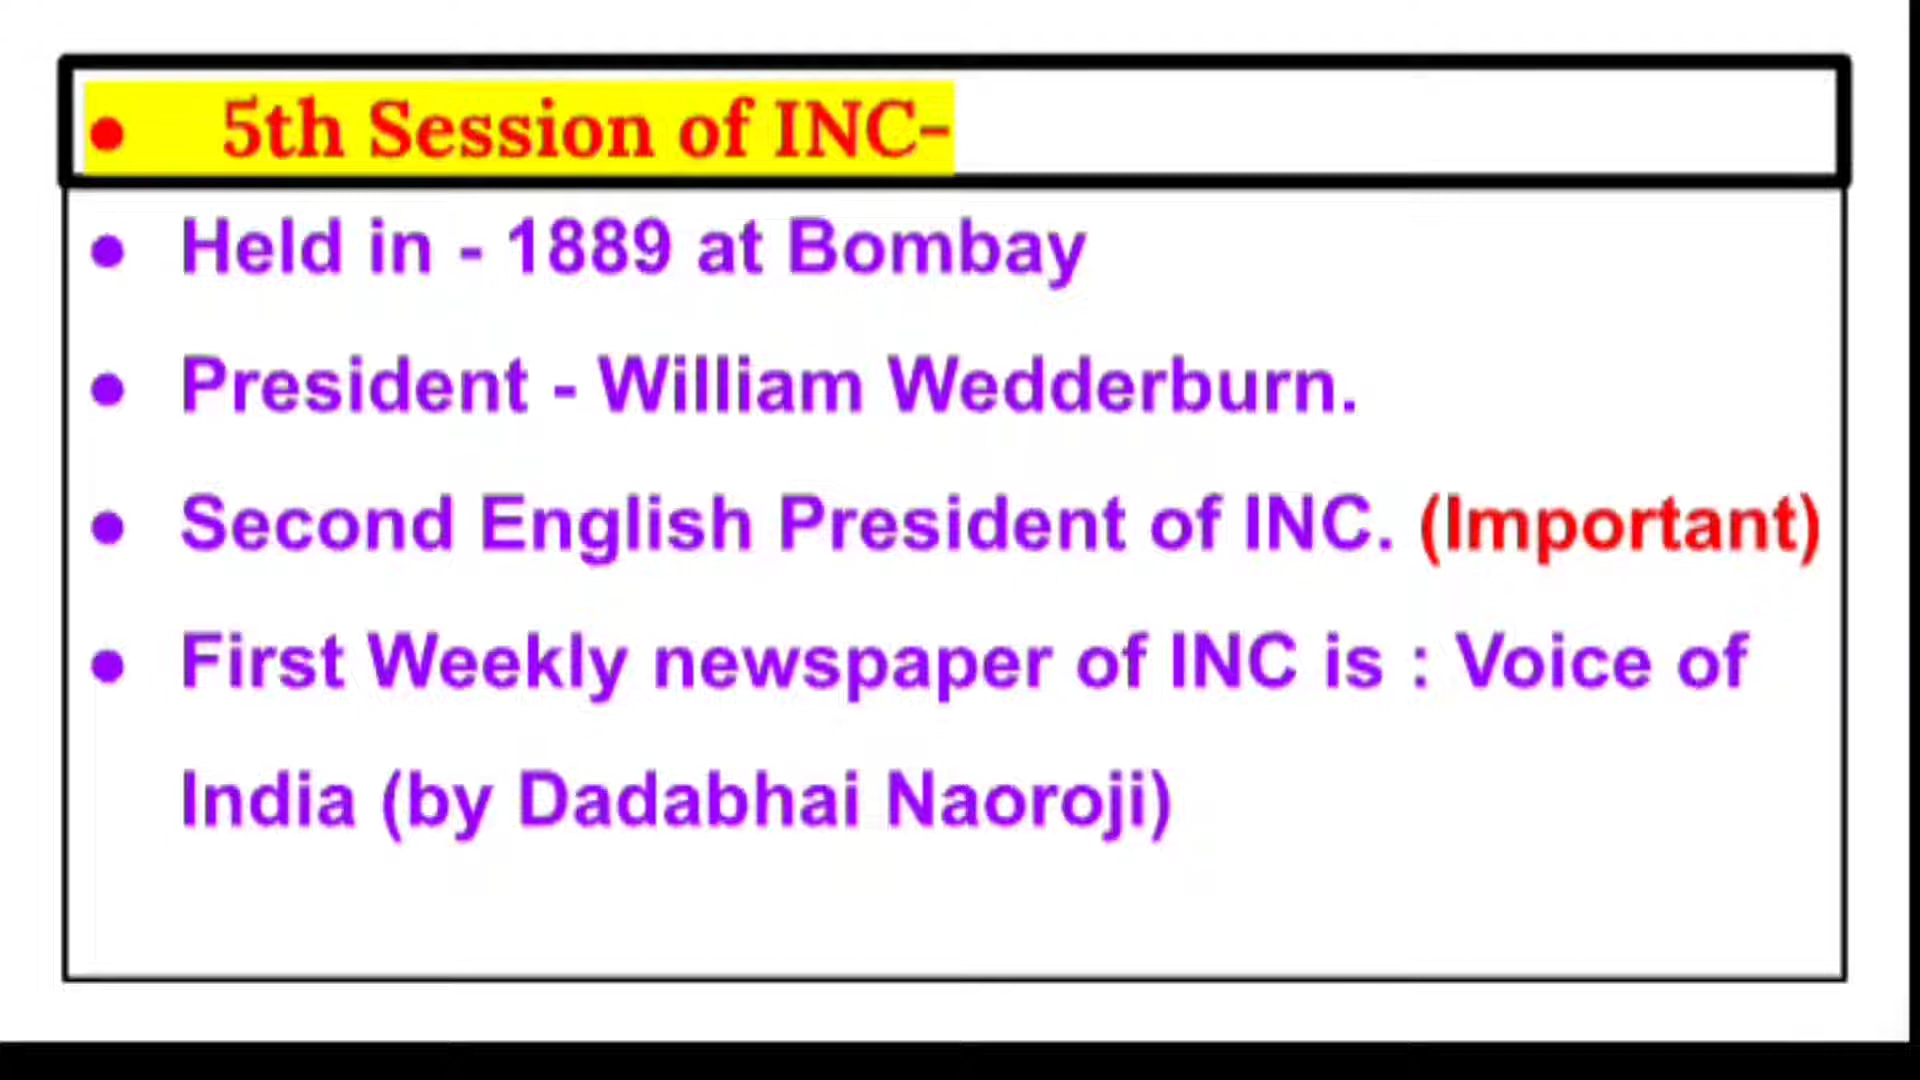 ● 5th Session of INC-
● Held in - 1889 at Bombay
● President - William Wedderburn.
● Second English President of INC. (Important)
● First Weekly newspaper of INC is : Voice of
India (by Dadabhai Naoroji)